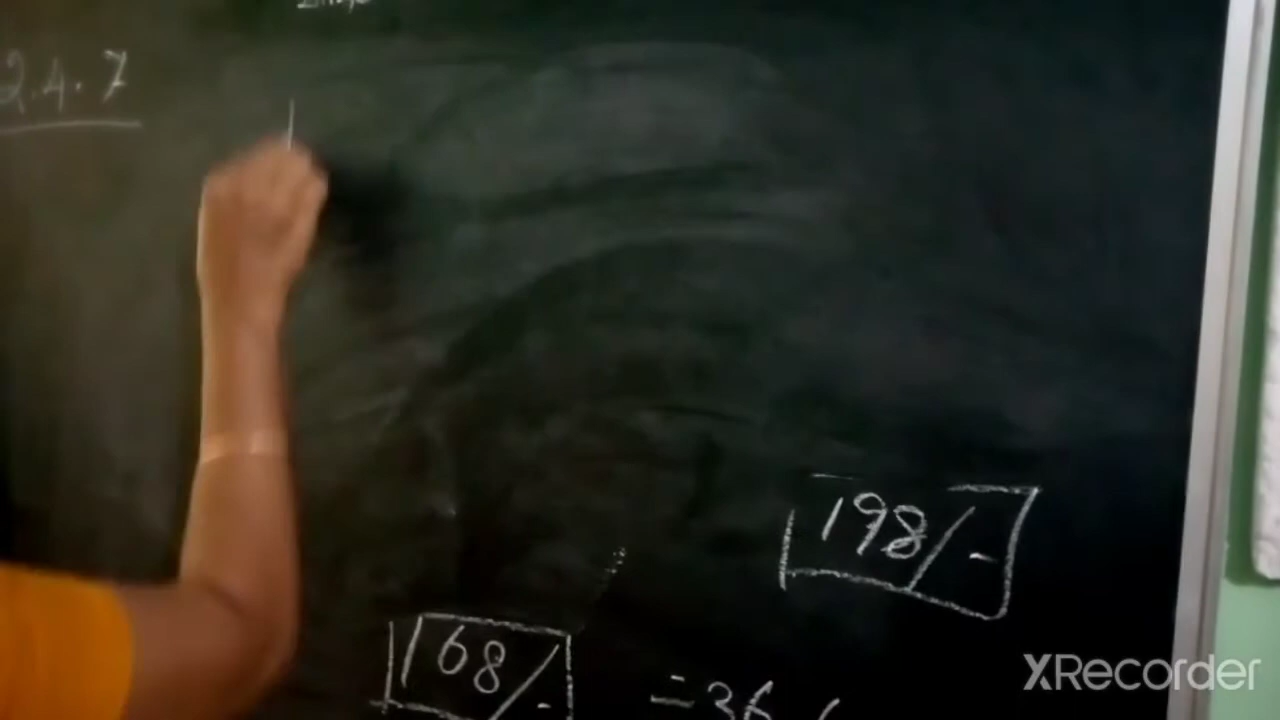 2.4.7
198/-
168/-
= 36
XRecorder